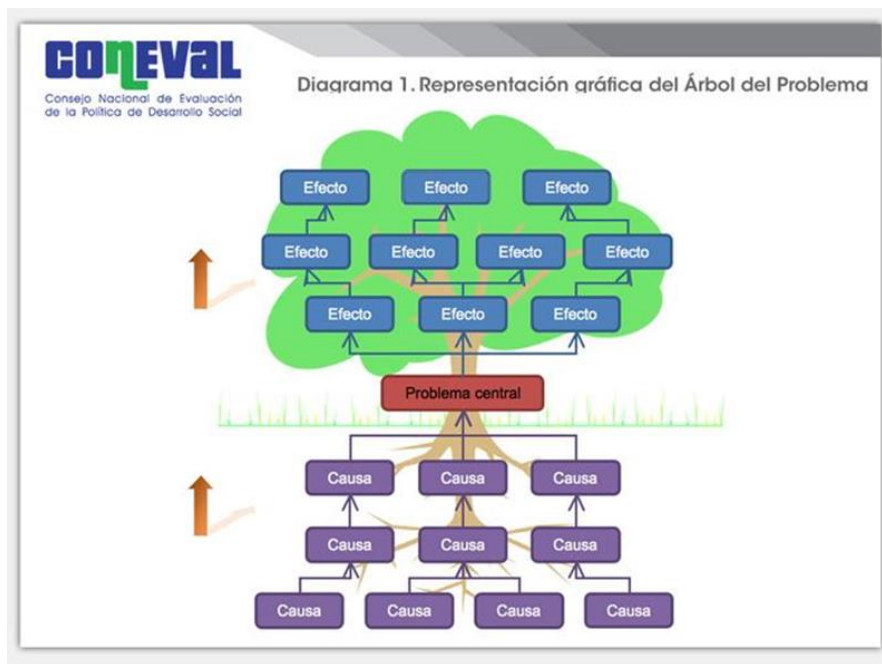 CONEVAL
Consejo Nacional de Evaluación
de la Política de Desarrollo Social
Diagrama 1. Representación gráfica del Árbol del Problema
Efecto Efecto Efecto
Efecto Efecto Efecto Efecto
Efecto Efecto Efecto
Problema central
Causa Causa Causa
Causa Causa Causa
Causa Causa Causa Causa